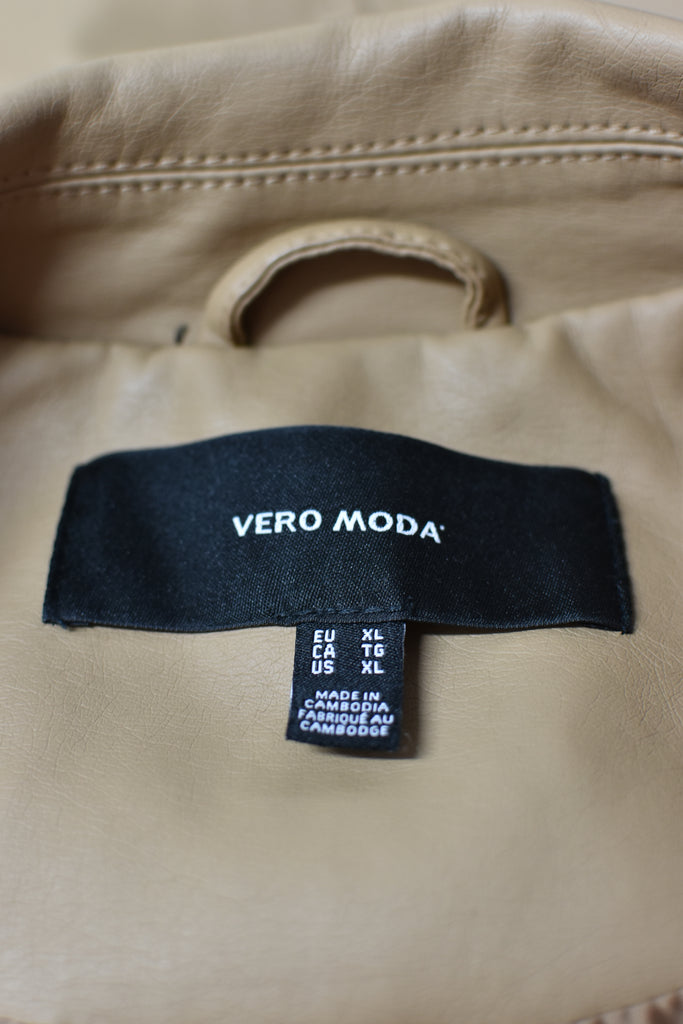 VERO MODA
EU XL
CA TG
US XL
MADE IN
CAMBODIA
FABRIQUÉ AU
CAMBODGE